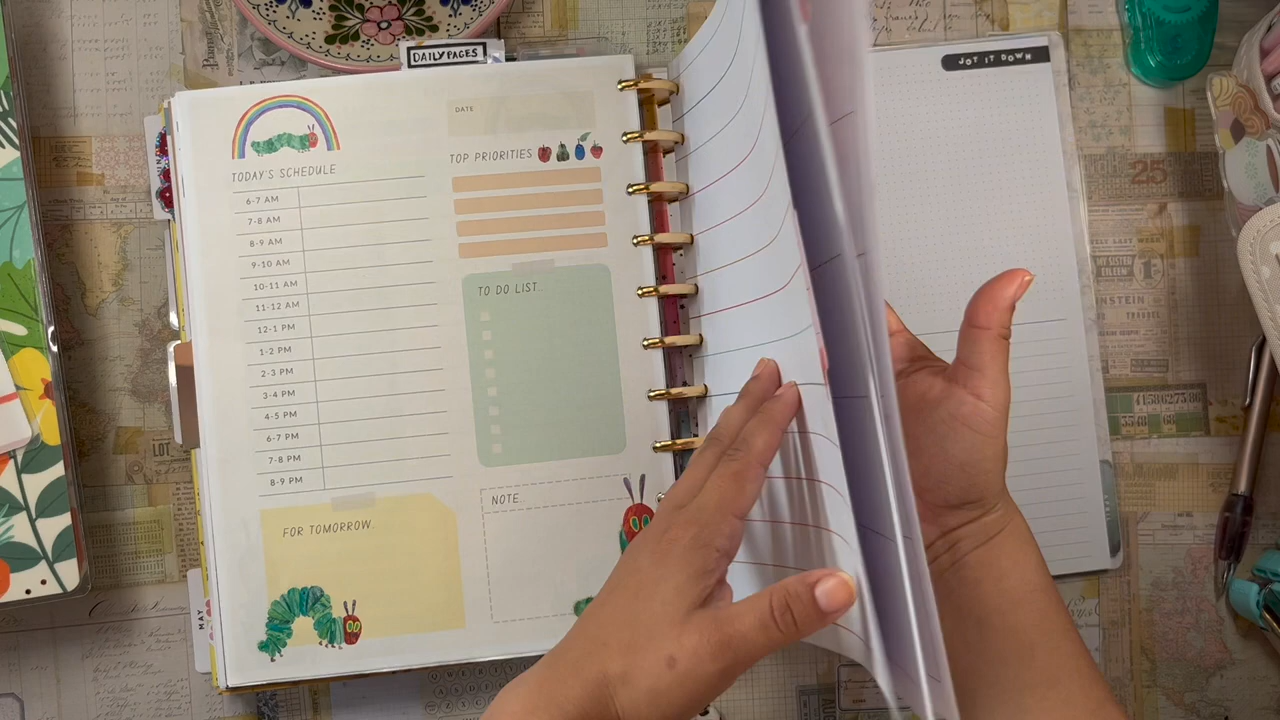 DAILY PAGES
JOT IT DOWN
DATE
TODAY'S SCHEDULE
TOP PRIORITIES
6-7 AM
7-8 AM
8-9 AM
9-10 AM
10-11 AM
11-12 AM
12-1 PM
1-2 PM
2-3 PM
3-4 PM
4-5 PM
6-7 PM
7-8 PM
8-9 PM
TO DO LIST..
FOR TOMORROW..
NOTE..
MAY
25
MY SISTER
EILEEN
LOT